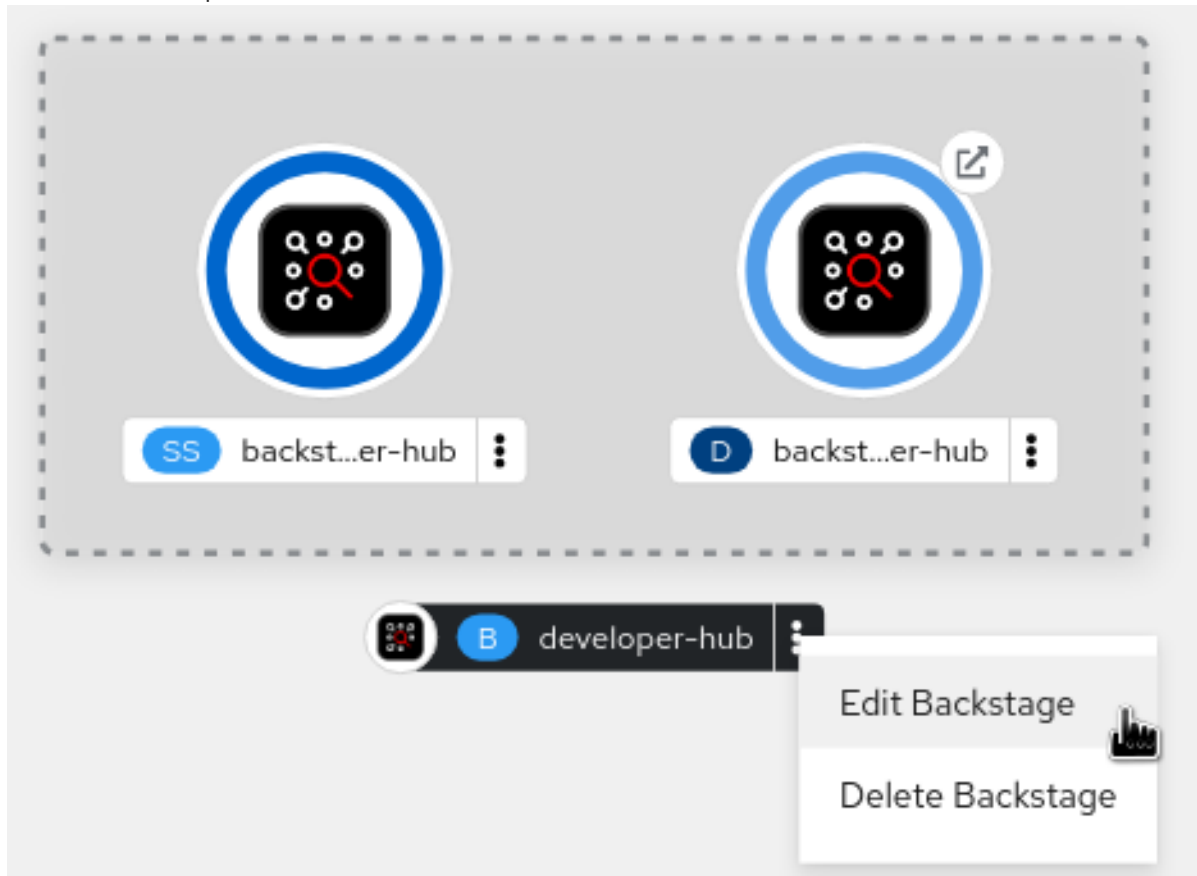 SS backst...er-hub
D backst...er-hub
B developer-hub
Edit Backstage
Delete Backstage